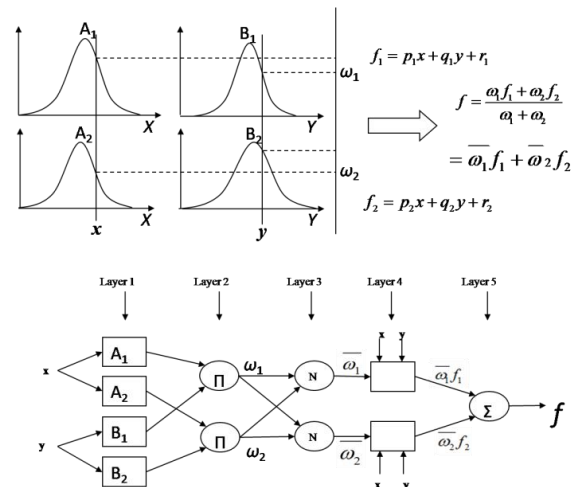 A₁
B₁
f₁ = p₁x + q₁y + r₁
ω₁
X
Y
A₂
B₂
f = (ω₁f₁ + ω₂f₂) / (ω₁ + ω₂)
= ω̅₁f₁ + ω̅₂f₂
ω₂
f₂ = p₂x + q₂y + r₂
X
Y
x
y
Layer 1 Layer 2 Layer 3 Layer 4 Layer 5
x y
A₁
ω₁
ω̅₁
x
Π
N
ω̅₁f₁
A₂
Σ
f
B₁
y
Π
N
ω̅₂f₂
ω₂
ω̅₂
B₂
x x